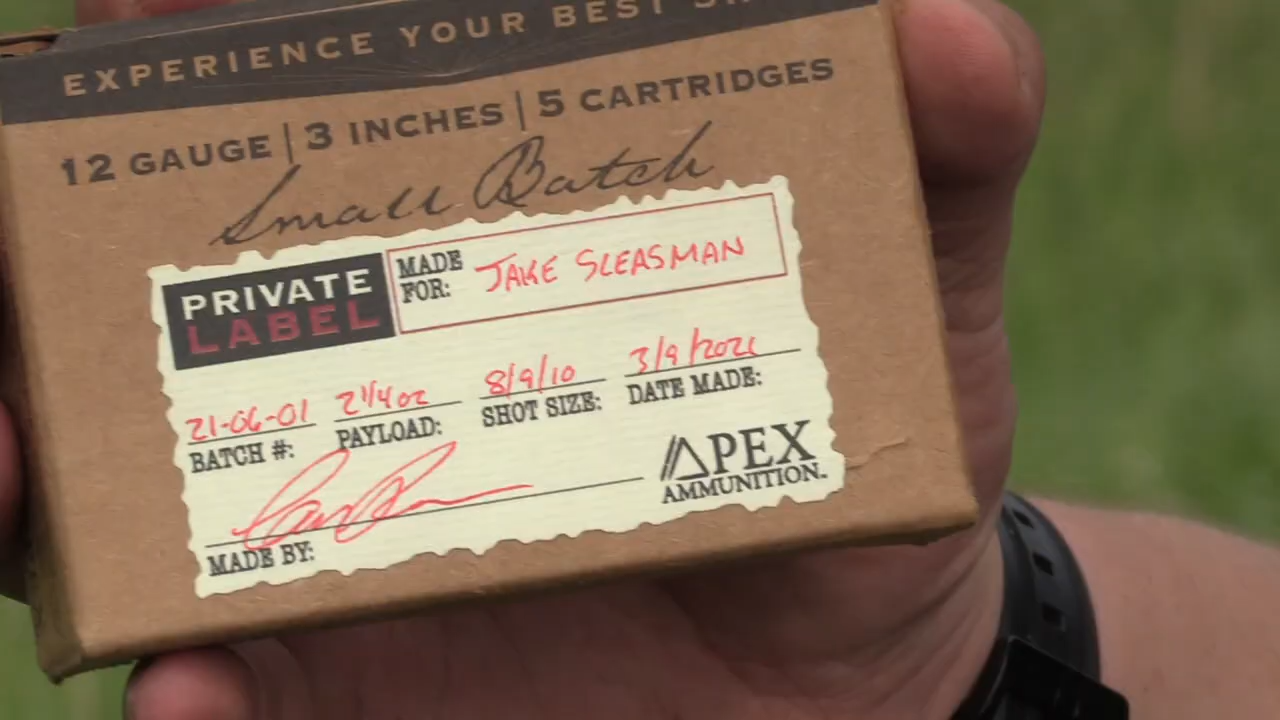 EXPERIENCE YOUR BEST
12 GAUGE | 3 INCHES | 5 CARTRIDGES
Small Batch
PRIVATE LABEL
MADE FOR: JAKE SLEASMAN
21-06-01 2 1/4 oz 8/9/10 3/9/2021
BATCH #: PAYLOAD: SHOT SIZE: DATE MADE:
APEX
AMMUNITION.
MADE BY: